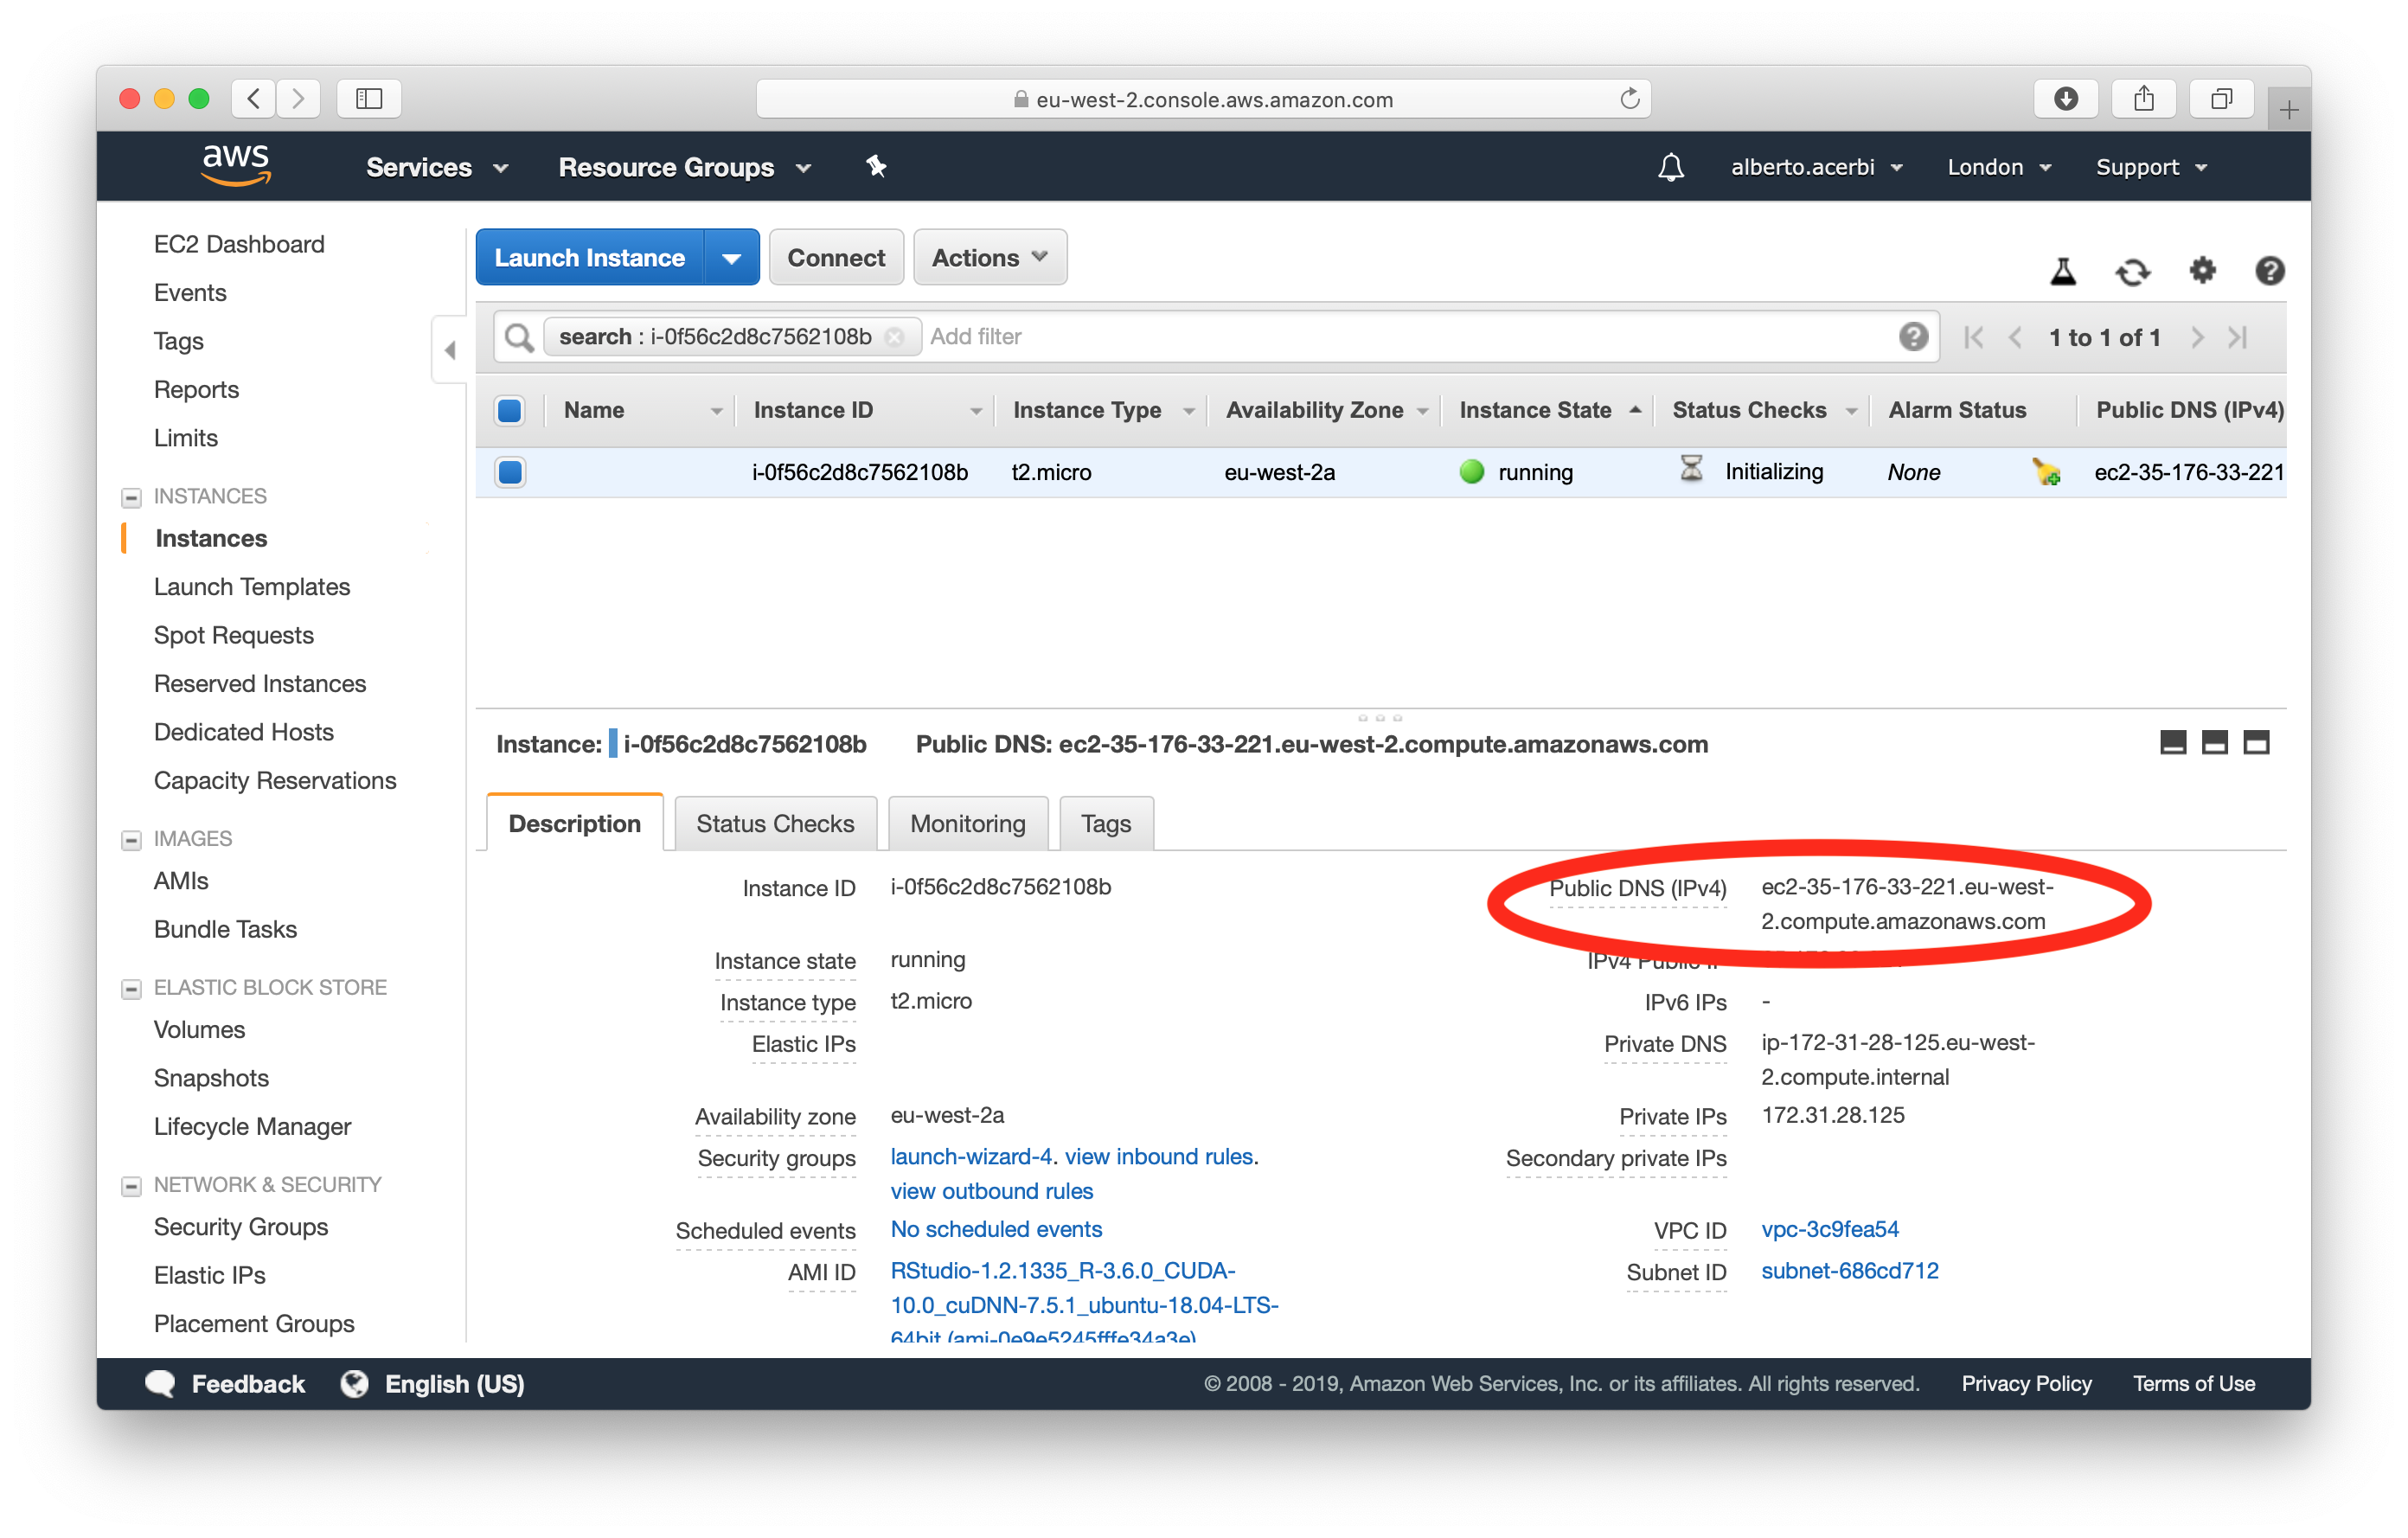 eu-west-2.console.aws.amazon.com
aws Services Resource Groups alberto.acerbi London Support
EC2 Dashboard
Events
Tags
Reports
Limits
INSTANCES
Instances
Launch Templates
Spot Requests
Reserved Instances
Dedicated Hosts
Capacity Reservations
IMAGES
AMIs
Bundle Tasks
ELASTIC BLOCK STORE
Volumes
Snapshots
Lifecycle Manager
NETWORK & SECURITY
Security Groups
Elastic IPs
Placement Groups
Launch Instance Connect Actions
search : i-0f56c2d8c7562108b Add filter 1 to 1 of 1
Name Instance ID Instance Type Availability Zone Instance State Status Checks Alarm Status Public DNS (IPv4)
i-0f56c2d8c7562108b t2.micro eu-west-2a running Initializing None ec2-35-176-33-221
Instance: i-0f56c2d8c7562108b Public DNS: ec2-35-176-33-221.eu-west-2.compute.amazonaws.com
Description Status Checks Monitoring Tags
Instance ID i-0f56c2d8c7562108b
Instance state running
Instance type t2.micro
Elastic IPs
Availability zone eu-west-2a
Security groups launch-wizard-4. view inbound rules.
view outbound rules
Scheduled events No scheduled events
AMI ID RStudio-1.2.1335_R-3.6.0_CUDA-
10.0_cuDNN-7.5.1_ubuntu-18.04-LTS-
64bit (ami-0e9e5245fffe34a3e)
Public DNS (IPv4) ec2-35-176-33-221.eu-west-
2.compute.amazonaws.com
IPv4 Public IP
IPv6 IPs -
Private DNS ip-172-31-28-125.eu-west-
2.compute.internal
Private IPs 172.31.28.125
Secondary private IPs
VPC ID vpc-3c9fea54
Subnet ID subnet-686cd712
Feedback English (US) © 2008 - 2019, Amazon Web Services, Inc. or its affiliates. All rights reserved. Privacy Policy Terms of Use